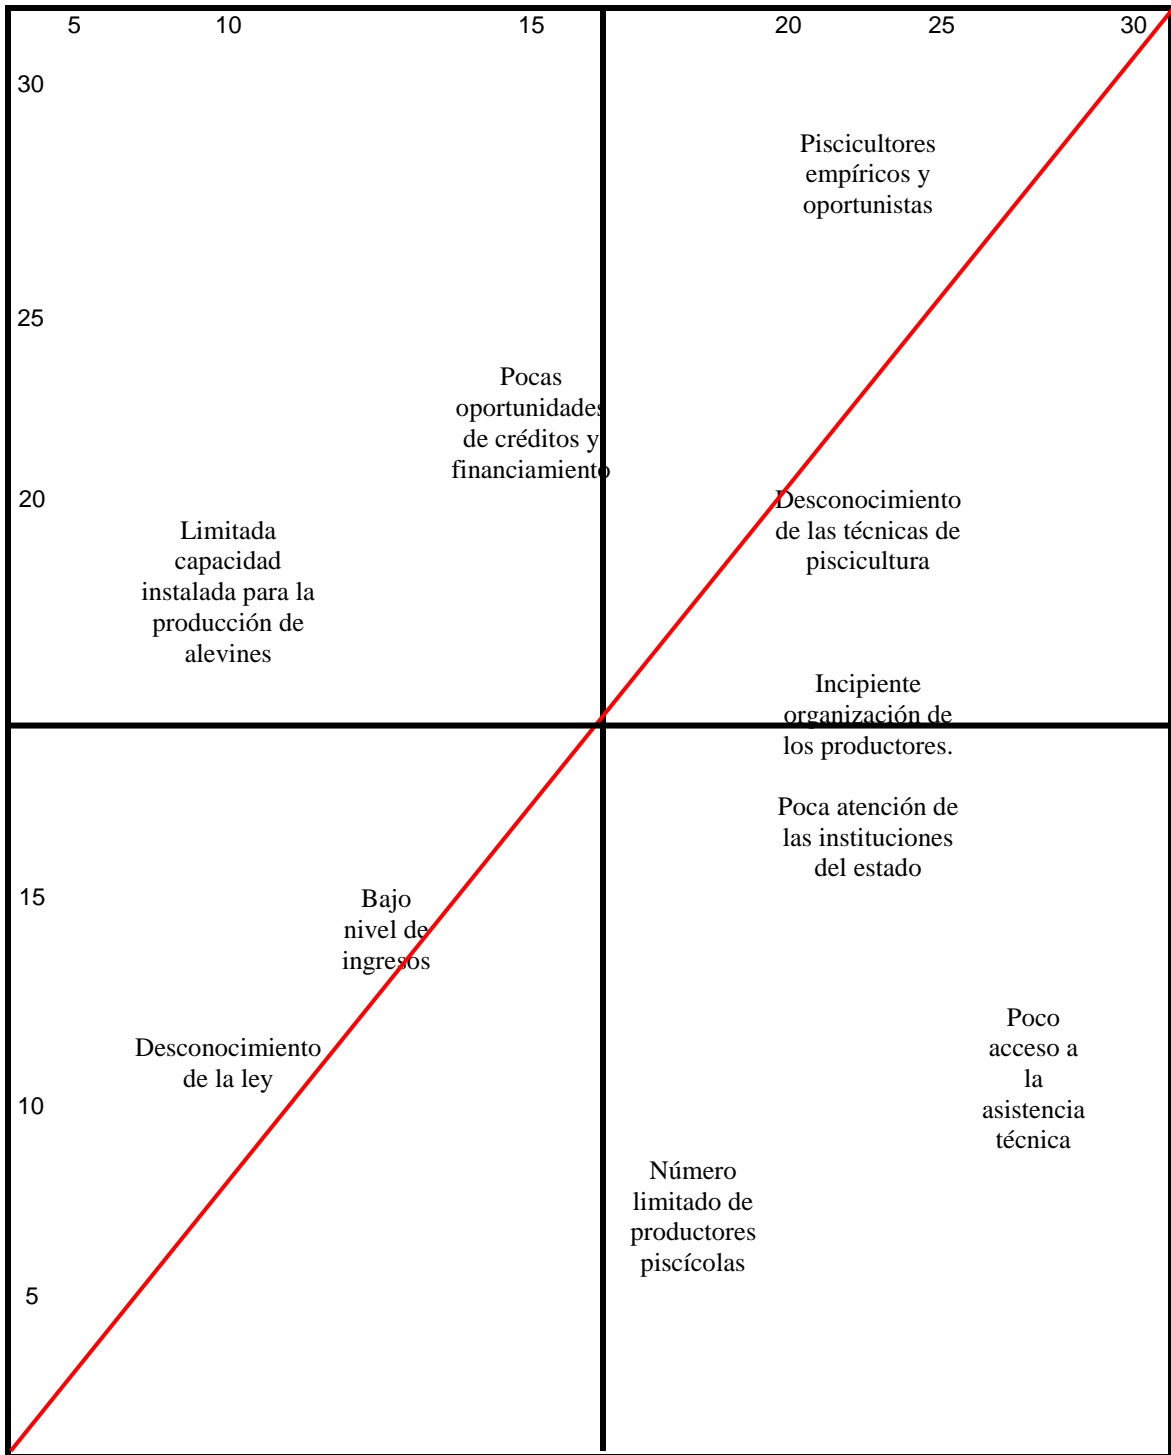 5 10 15 20 25 30
30
Piscicultores
empíricos y
oportunistas
25
Pocas
oportunidades
de créditos y
financiamiento
20
Desconocimiento
de las técnicas de
piscicultura
Limitada
capacidad
instalada para la
producción de
alevines
Incipiente
organización de
los productores.
Poca atención de
las instituciones
del estado
15
Bajo
nivel de
ingresos
Poco
acceso a
la
asistencia
técnica
Desconocimiento
de la ley
10
Número
limitado de
productores
piscícolas
5